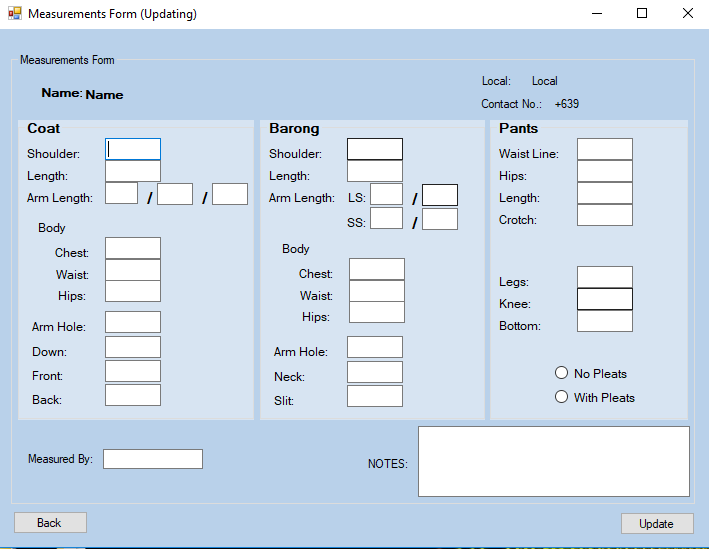 Measurements Form (Updating)
Measurements Form
Name: Name
Local: Local
Contact No.: +639
Coat
Shoulder:
Length:
Arm Length: / /
Body
Chest:
Waist:
Hips:
Arm Hole:
Down:
Front:
Back:
Barong
Shoulder:
Length:
Arm Length: LS: /
SS: /
Body
Chest:
Waist:
Hips:
Arm Hole:
Neck:
Slit:
Pants
Waist Line:
Hips:
Length:
Crotch:
Legs:
Knee:
Bottom:
No Pleats
With Pleats
Measured By:
NOTES:
Back
Update